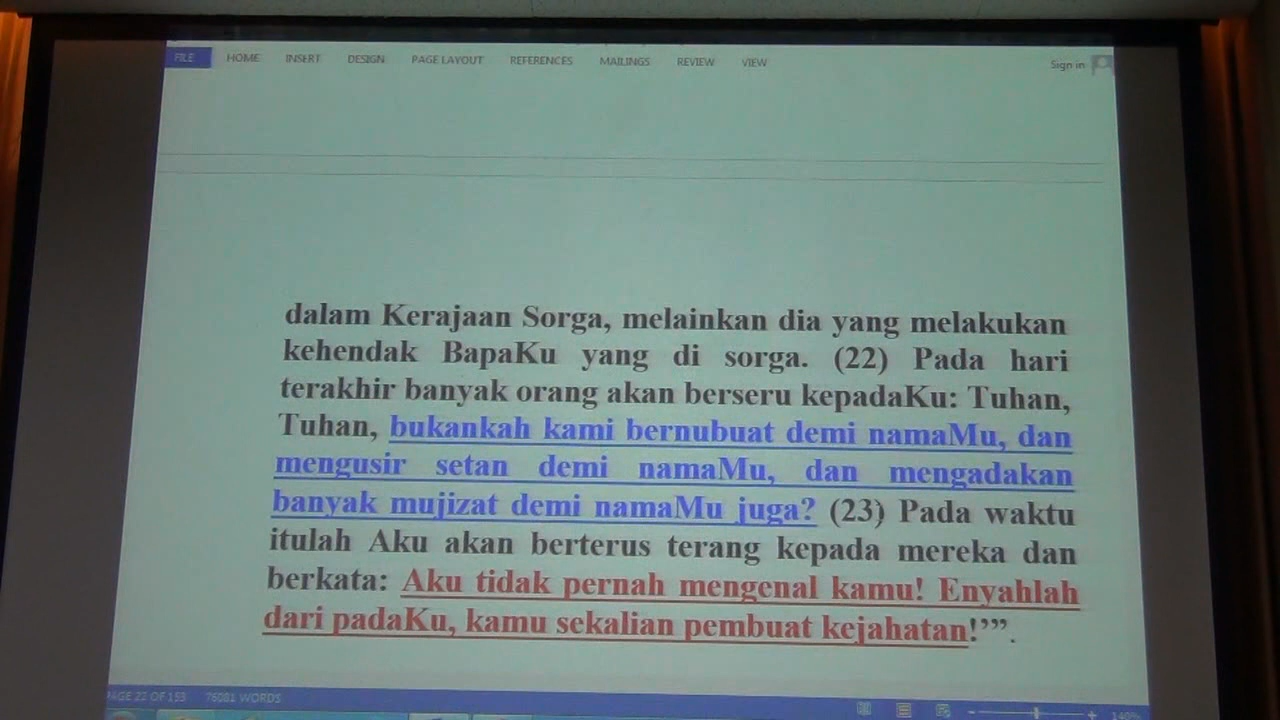 FILE HOME INSERT DESIGN PAGE LAYOUT REFERENCES MAILINGS REVIEW VIEW Sign in
dalam Kerajaan Sorga, melainkan dia yang melakukan
kehendak BapaKu yang di sorga. (22) Pada hari
terakhir banyak orang akan berseru kepadaKu: Tuhan,
Tuhan, bukankah kami bernubuat demi namaMu, dan
mengusir setan demi namaMu, dan mengadakan
banyak mujizat demi namaMu juga? (23) Pada waktu
itulah Aku akan berterus terang kepada mereka dan
berkata: Aku tidak pernah mengenal kamu! Enyahlah
dari padaKu, kamu sekalian pembuat kejahatan!’”.
PAGE 22 OF 153 WORDS